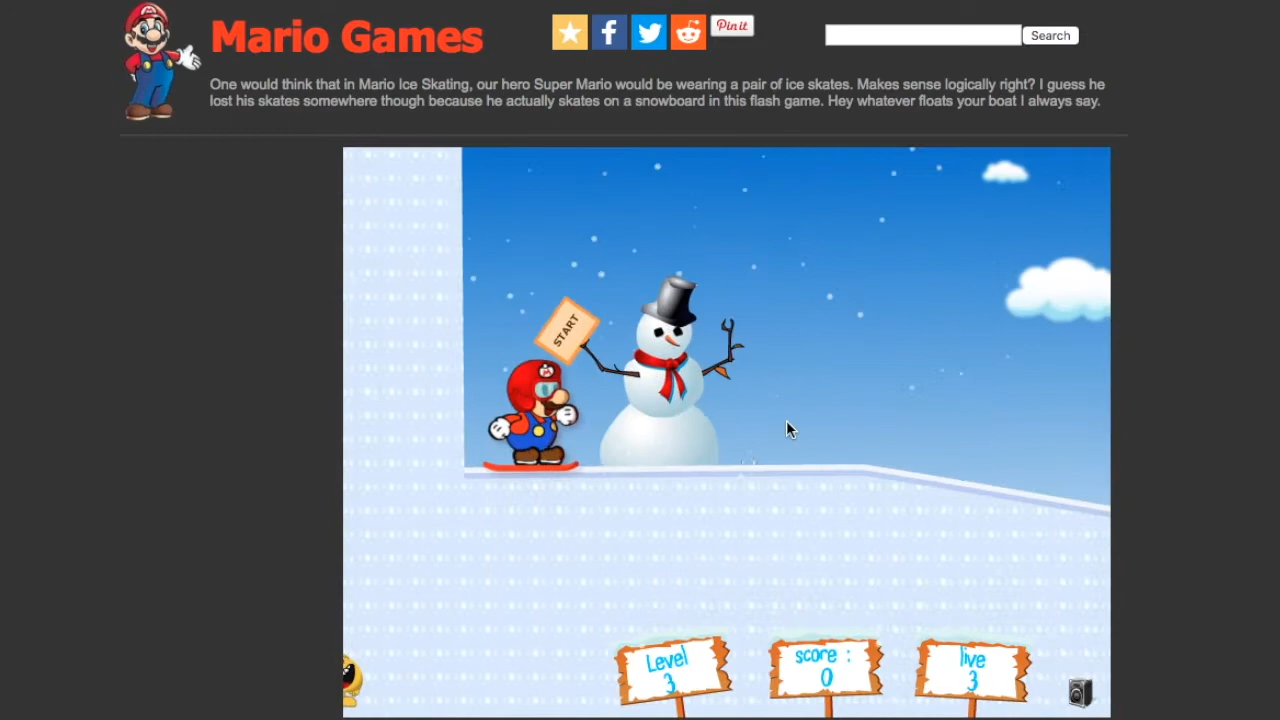 Mario Games
Pin it
Search
One would think that in Mario Ice Skating, our hero Super Mario would be wearing a pair of ice skates. Makes sense logically right? I guess he
lost his skates somewhere though because he actually skates on a snowboard in this flash game. Hey whatever floats your boat I always say.
START
M
Level
3
score :
0
live
3